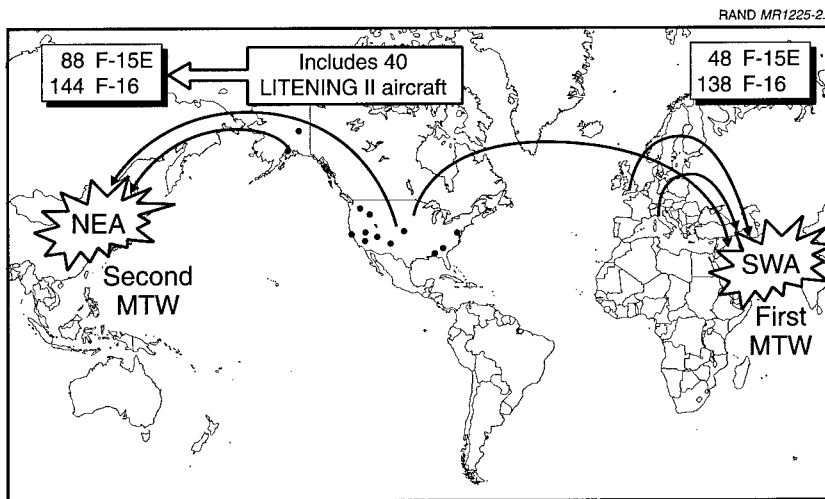 RAND MR1225-2.
88 F-15E
144 F-16
Includes 40
LITENING II aircraft
48 F-15E
138 F-16
NEA
Second
MTW
SWA
First
MTW